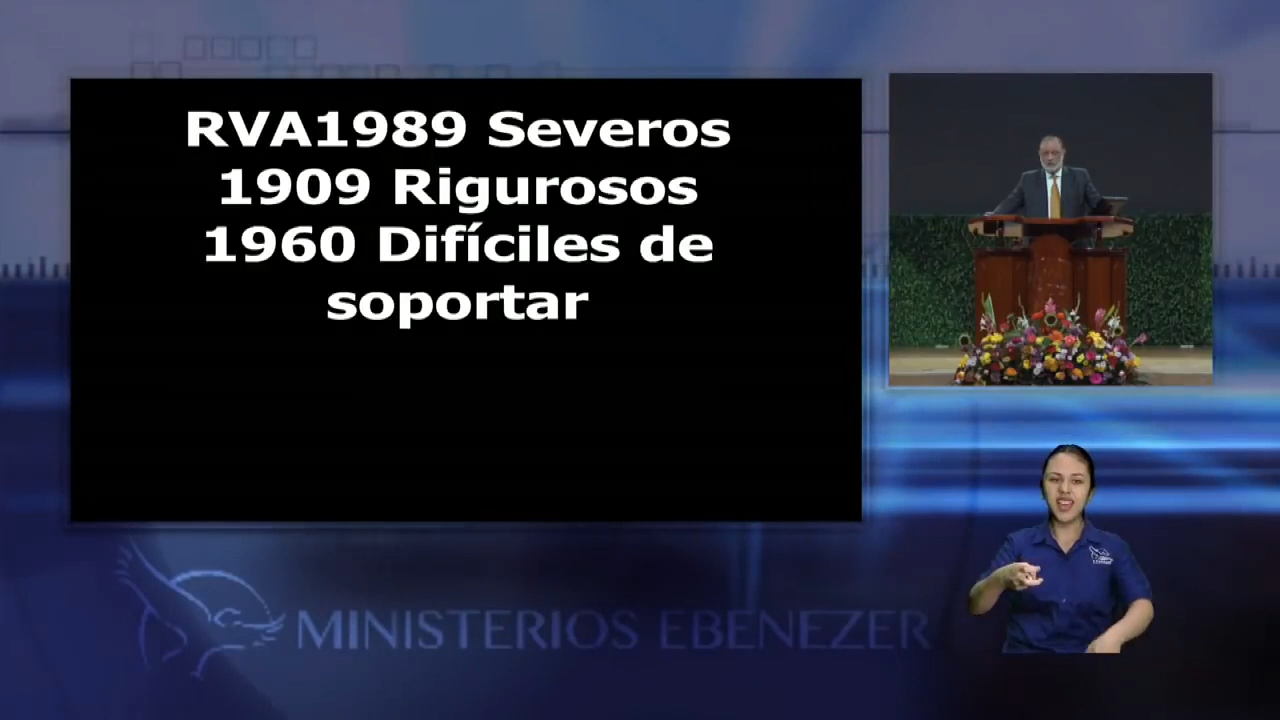 RVA1989 Severos
1909 Rigurosos
1960 Difíciles de
soportar
MINISTERIOS EBENEZER